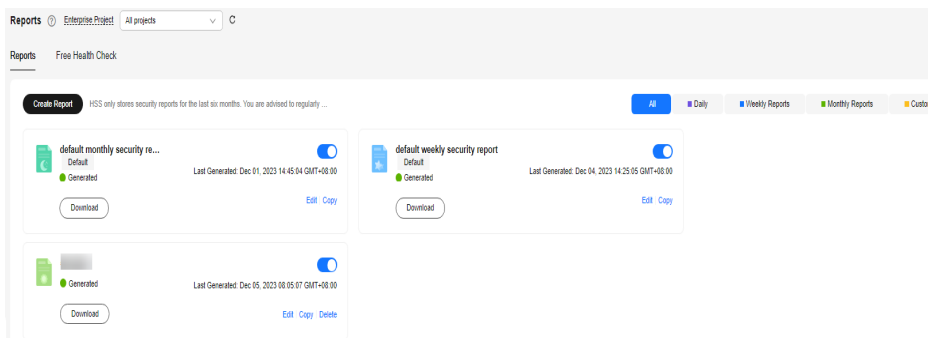 Reports ? Enterprise Project All projects
Reports Free Health Check
Create Report HSS only stores security reports for the last six months. You are advised to regularly ... All Daily Weekly Reports Monthly Reports Custo
default monthly security re...
Default
Generated
Last Generated: Dec 01, 2023 14:45:04 GMT+08:00
Download
Edit Copy
default weekly security report
Default
Generated
Last Generated: Dec 04, 2023 14:25:05 GMT+08:00
Download
Edit Copy
Generated
Last Generated: Dec 05, 2023 08:05:07 GMT+08:00
Download
Edit Copy Delete